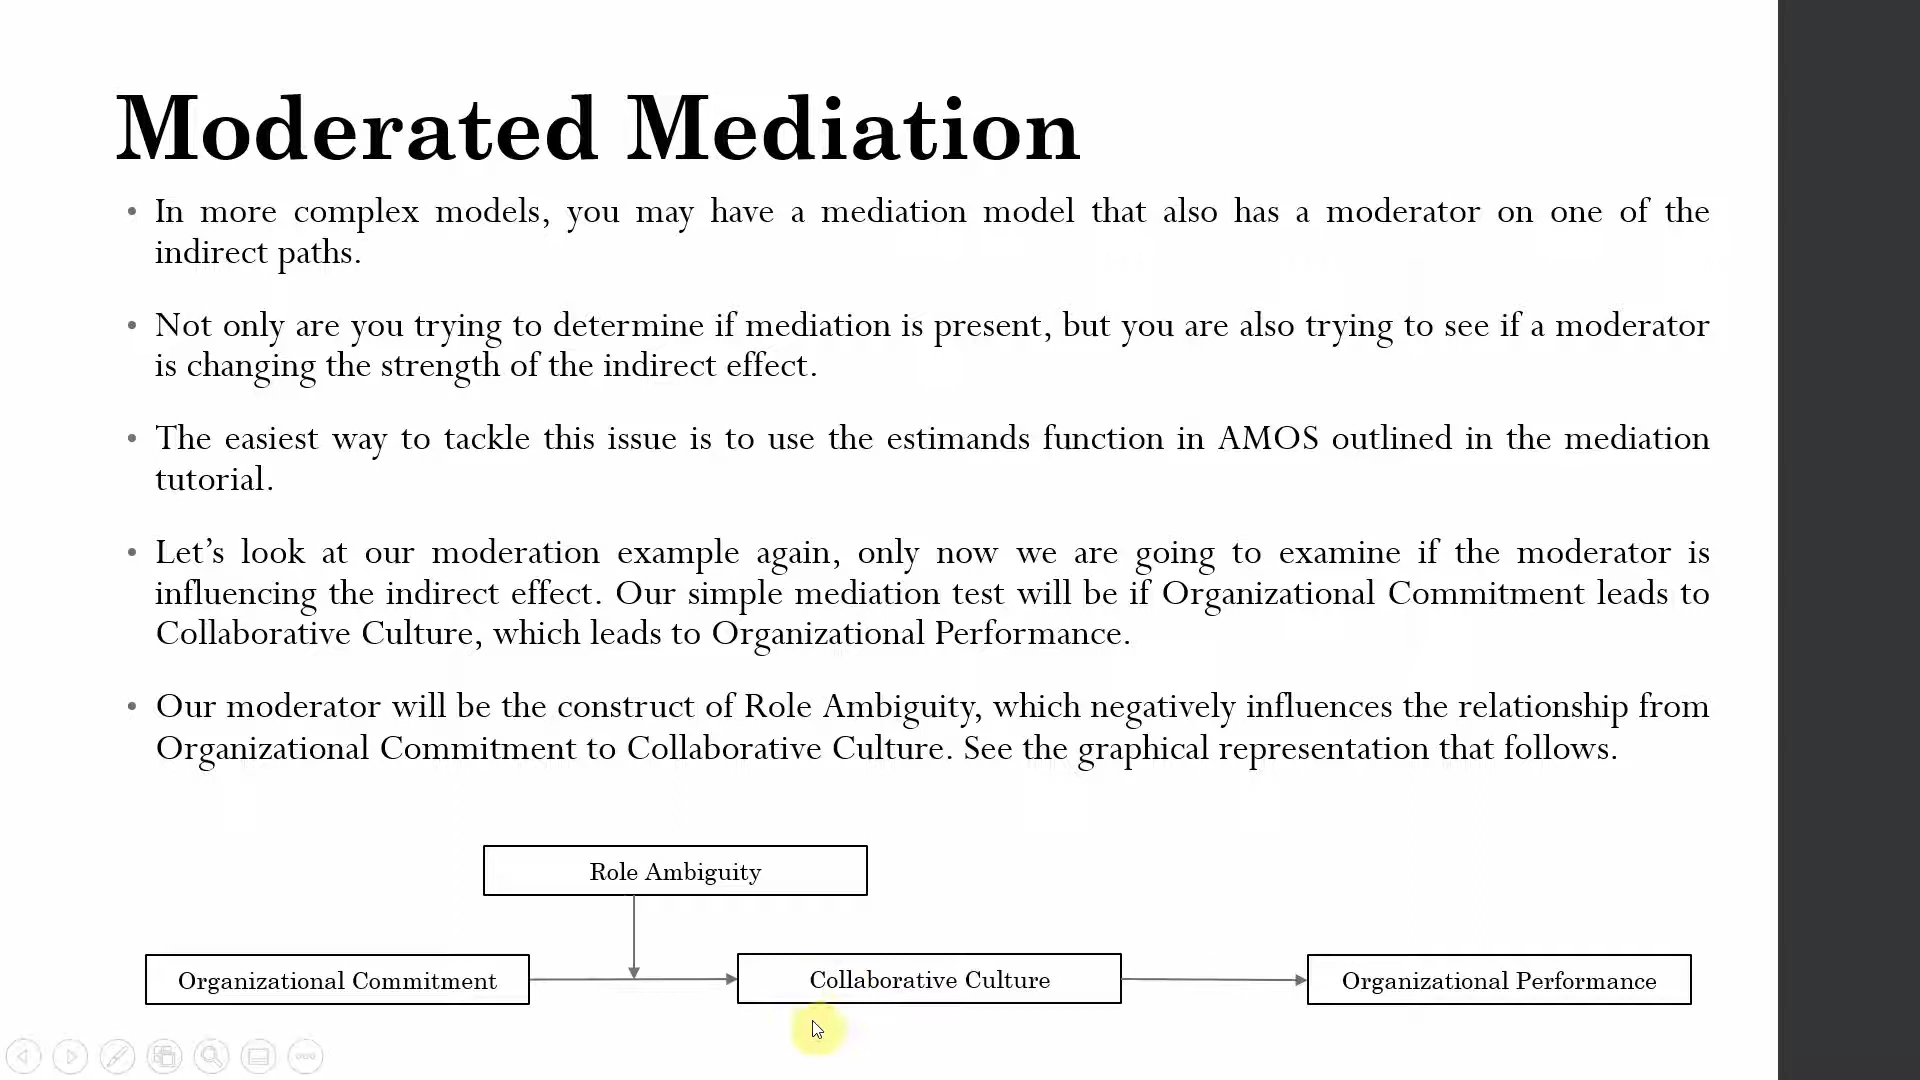 Moderated Mediation
• In more complex models, you may have a mediation model that also has a moderator on one of the
indirect paths.
• Not only are you trying to determine if mediation is present, but you are also trying to see if a moderator
is changing the strength of the indirect effect.
• The easiest way to tackle this issue is to use the estimands function in AMOS outlined in the mediation
tutorial.
• Let’s look at our moderation example again, only now we are going to examine if the moderator is
influencing the indirect effect. Our simple mediation test will be if Organizational Commitment leads to
Collaborative Culture, which leads to Organizational Performance.
• Our moderator will be the construct of Role Ambiguity, which negatively influences the relationship from
Organizational Commitment to Collaborative Culture. See the graphical representation that follows.
Role Ambiguity
Organizational Commitment
Collaborative Culture
Organizational Performance